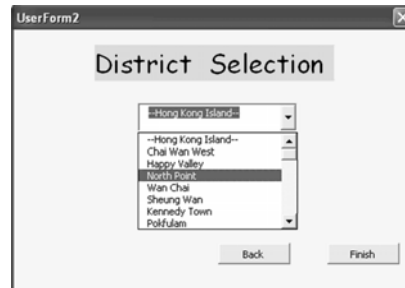 UserForm2
District Selection
--Hong Kong Island--
--Hong Kong Island--
Chai Wan West
Happy Valley
North Point
Wan Chai
Sheung Wan
Kennedy Town
Pokfulam
Back Finish